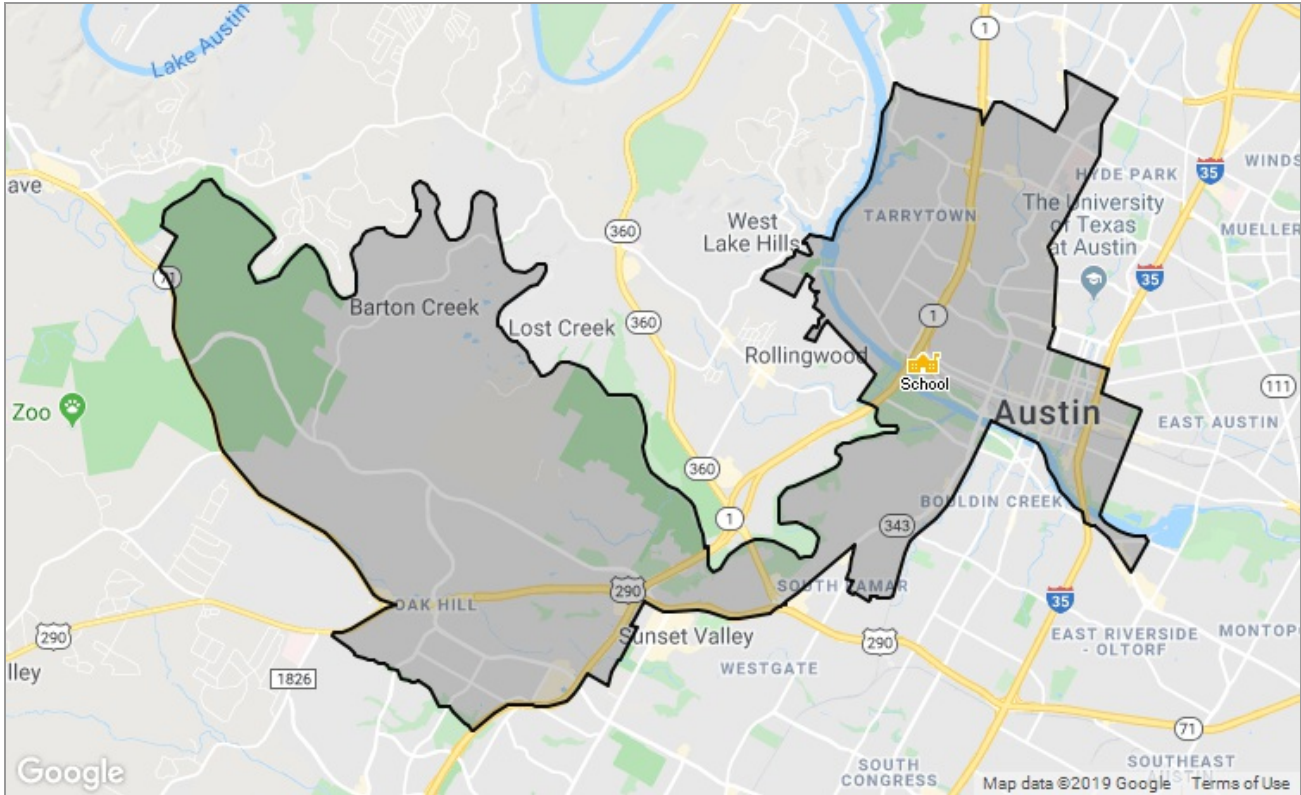 Lake Austin
1
ave
360
West
Lake Hills
TARRYTOWN
HYDE PARK
35
WINDS
The University
of Texas
at Austin
MUELLER
71
35
Barton Creek
Lost Creek
360
1
Rollingwood
School
111
Zoo
Austin
EAST AUSTIN
360
BOULDIN CREEK
1
343
290
SOUTH LAMAR
OAK HILL
35
290
Sunset Valley
290
EAST RIVERSIDE
- OLTORF
MONTOP
lley
1826
WESTGATE
71
SOUTH
CONGRESS
SOUTHEAST
AUSTIN
Google
Map data ©2019 Google
Terms of Use